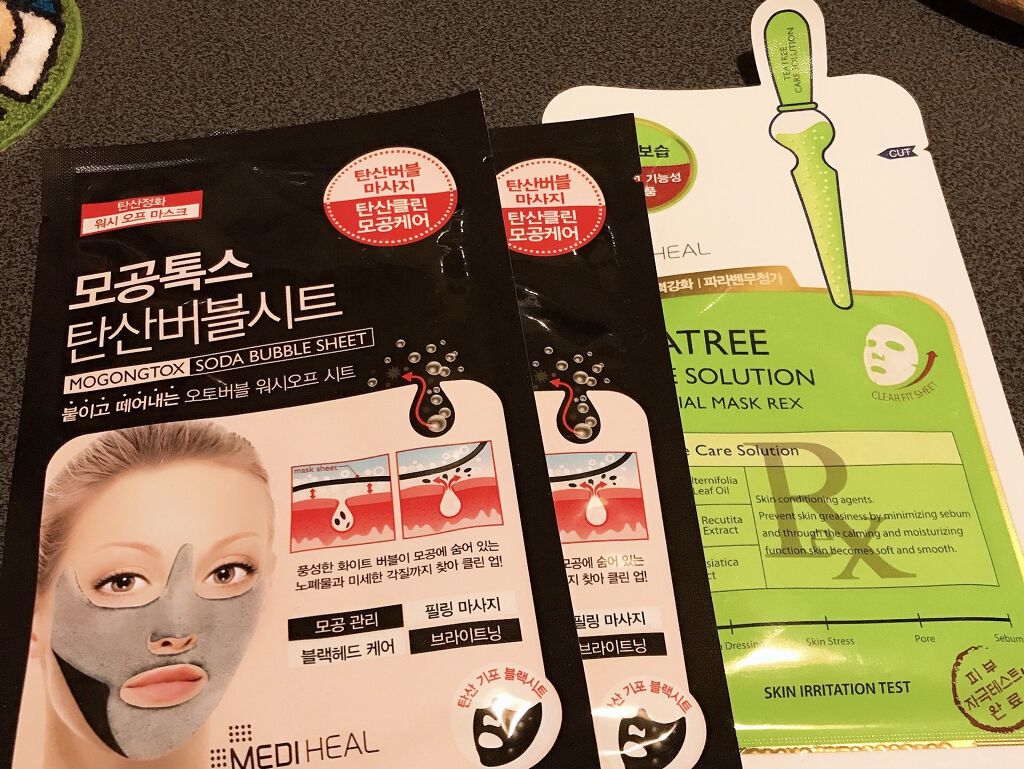 탄산정화
워시 오프 마스크
탄산버블
마사지
탄산클린
모공케어
모공톡스
탄산버블시트
MOGONGTOX SODA BUBBLE SHEET
붙이고 떼어내는 오토버블 워시오프 시트
mask sheet
풍성한 화이트 버블이 모공에 숨어 있는
노폐물과 미세한 각질까지 찾아 클린 업!
모공 관리 필링 마사지
블랙헤드 케어 브라이트닝
탄산 기포 블랙시트
MEDIHEAL
탄산버블
마사지
탄산클린
모공케어
모공에 숨어 있는
지 찾아 클린 업!
필링 마사지
브라이트닝
기포 블랙시트
TEATREE
CARE SOLUTION
보습
기능성
품
CUT
HEAL
강화 | 파라벤무첨가
ATREE
E SOLUTION
IAL MASK REX
CLEAR FIT SHEET
e Care Solution
lternifolia
Leaf Oil
Recutita
Extract
siatica
ct
Rx
Skin conditioning agents.
Prevent skin greasiness by minimizing sebum
and through the calming and moisturizing
function skin becomes soft and smooth.
Dressing Skin Stress Pore Sebum
SKIN IRRITATION TEST
피부
자극테스트
완료